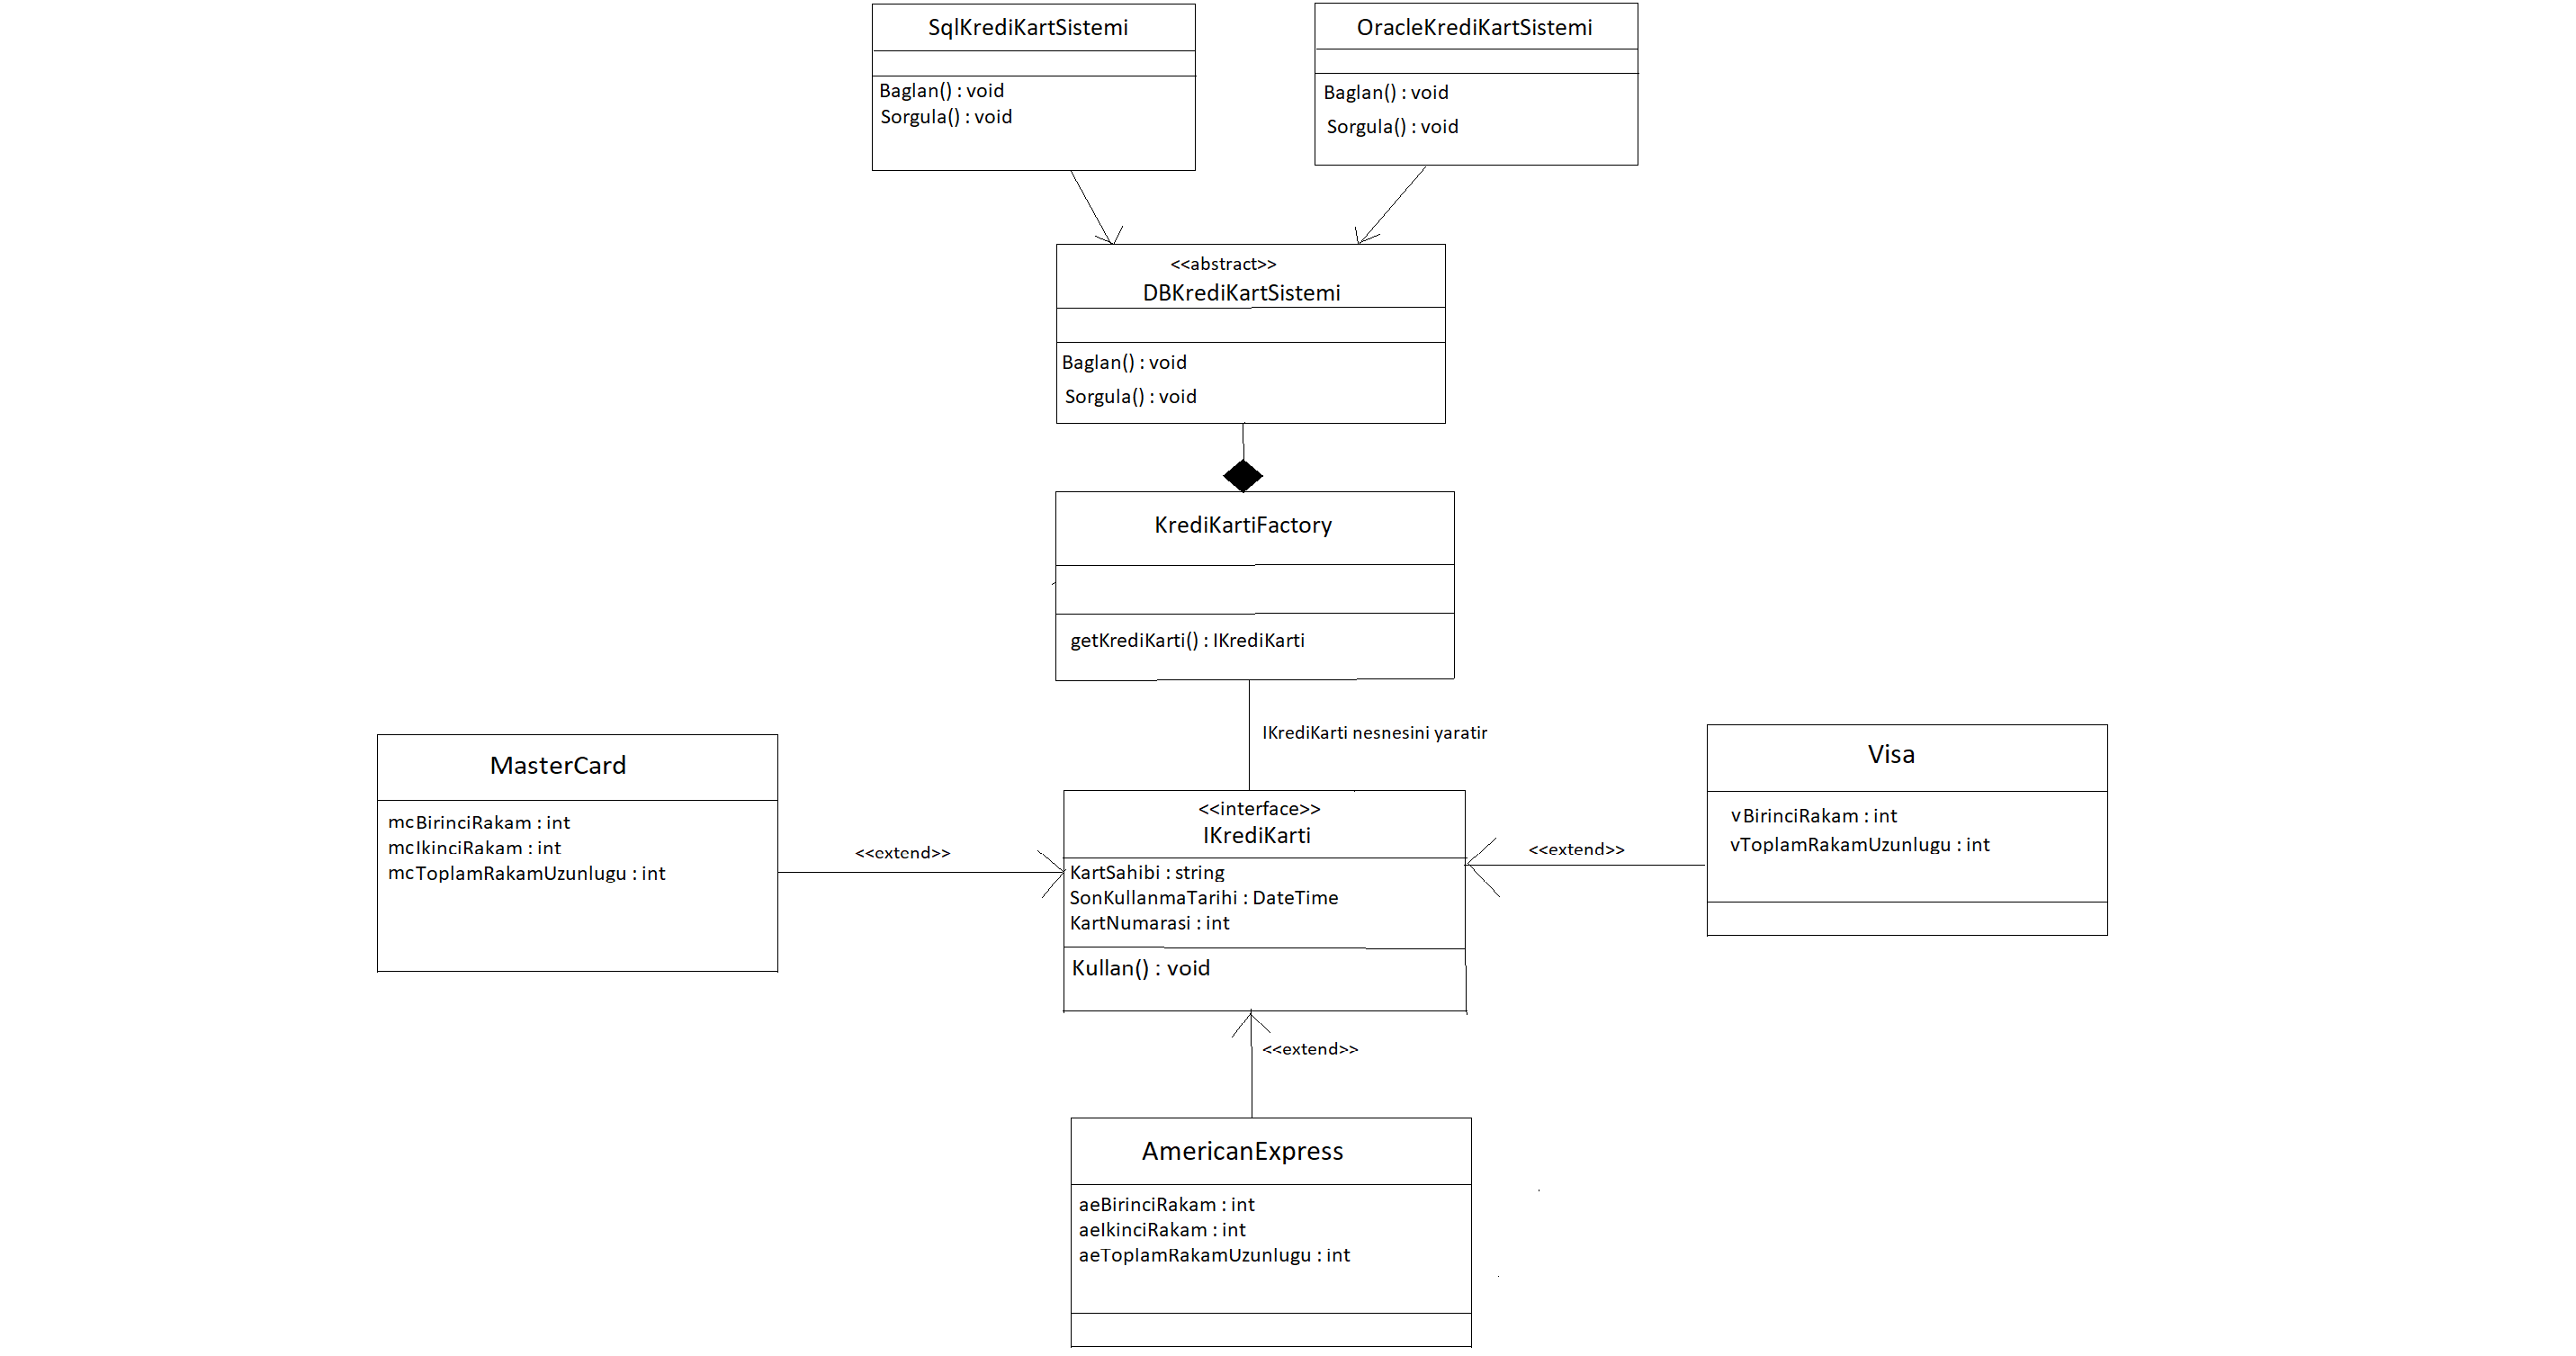 SqlKrediKartSistemi
Baglan() : void
Sorgula() : void
OracleKrediKartSistemi
Baglan() : void
Sorgula() : void
<<abstract>>
DBKrediKartSistemi
Baglan() : void
Sorgula() : void
KrediKartiFactory
getKrediKarti() : IKrediKarti
IKrediKarti nesnesini yaratir
MasterCard
mcBirinciRakam : int
mcIkinciRakam : int
mcToplamRakamUzunlugu : int
<<extend>>
<<interface>>
IKrediKarti
KartSahibi : string
SonKullanmaTarihi : DateTime
KartNumarasi : int
Kullan() : void
<<extend>>
Visa
vBirinciRakam : int
vToplamRakamUzunlugu : int
<<extend>>
AmericanExpress
aeBirinciRakam : int
aeIkinciRakam : int
aeToplamRakamUzunlugu : int